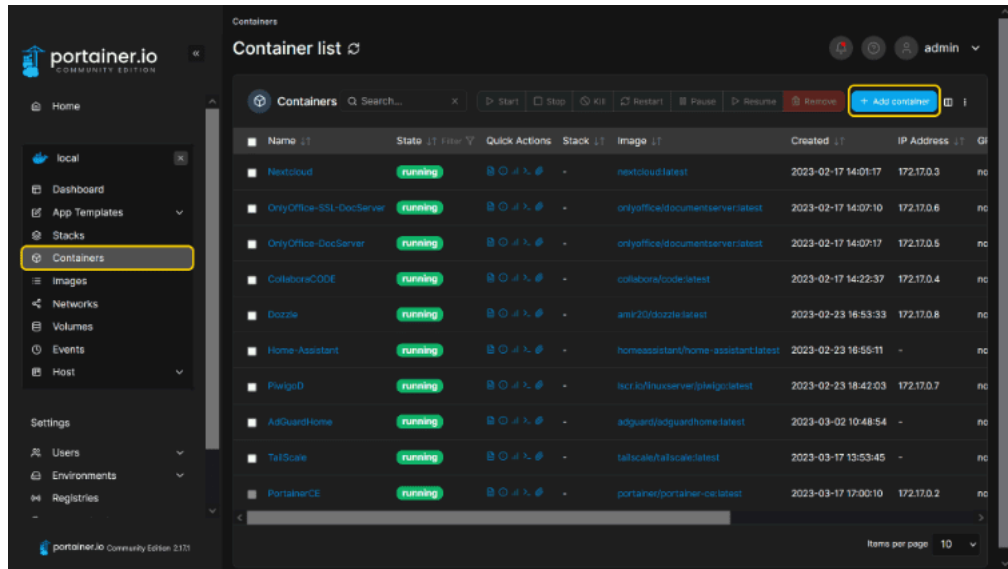 Containers
portainer.io
COMMUNITY EDITION
Container list
admin
Home
Containers Search... Start Stop Kill Restart Pause Resume Remove + Add container
Name State Filter Quick Actions Stack Image Created IP Address
local
Nextcloud running - nextcloud:latest 2023-02-17 14:01:17 172.17.0.3
Dashboard
App Templates
OnlyOffice-SSL-DocServer running - onlyoffice/documentserver:latest 2023-02-17 14:07:10 172.17.0.6
Stacks
OnlyOffice-DocServer running - onlyoffice/documentserver:latest 2023-02-17 14:07:17 172.17.0.5
Containers
Images
CollaboraCODE running - collabora/code:latest 2023-02-17 14:22:37 172.17.0.4
Networks
Dozzle running - amir20/dozzle:latest 2023-02-23 16:53:33 172.17.0.8
Volumes
Events
Home-Assistant running - homeassistant/home-assistant:latest 2023-02-23 16:55:11 -
Host
PiwigoD running - lscr.io/linuxserver/piwigo:latest 2023-02-23 18:42:03 172.17.0.7
Settings
AdGuardHome running - adguard/adguardhome:latest 2023-03-02 10:48:54 -
Users
TailScale running - tailscale/tailscale:latest 2023-03-17 13:53:45 -
Environments
Registries
PortainerCE running - portainer/portainer-ce:latest 2023-03-17 17:00:10 172.17.0.2
portainer.io Community Edition 2.17.1
Items per page 10